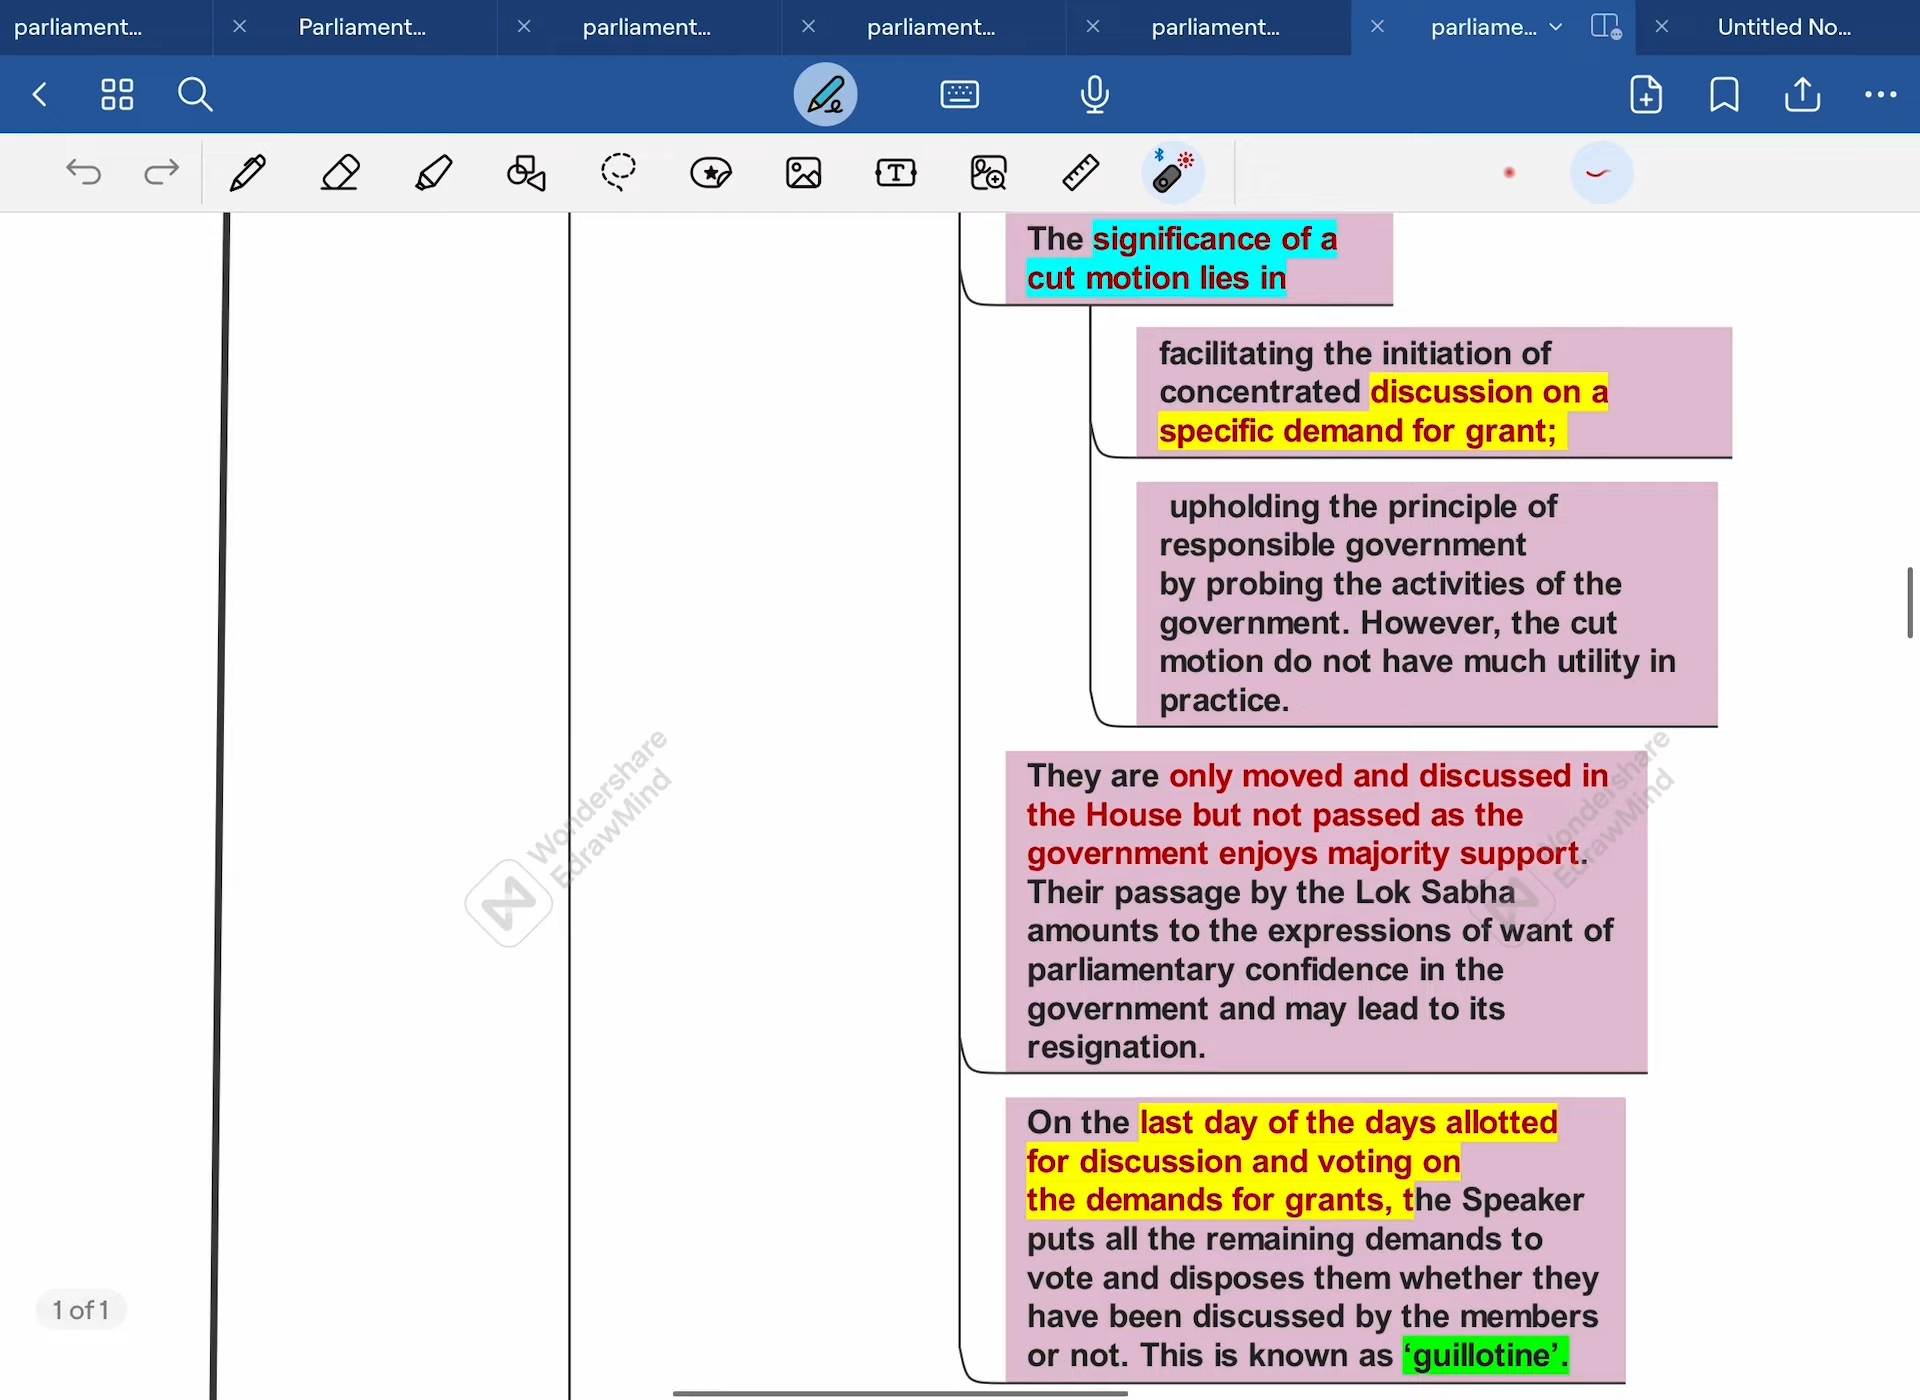 parliament...
Parliament...
parliament...
parliament...
parliament...
parliame...
Untitled No...
The significance of a
cut motion lies in
facilitating the initiation of
concentrated discussion on a
specific demand for grant;
upholding the principle of
responsible government
by probing the activities of the
government. However, the cut
motion do not have much utility in
practice.
They are only moved and discussed in
the House but not passed as the
government enjoys majority support.
Their passage by the Lok Sabha
amounts to the expressions of want of
parliamentary confidence in the
government and may lead to its
resignation.
On the last day of the days allotted
for discussion and voting on
the demands for grants, the Speaker
puts all the remaining demands to
vote and disposes them whether they
have been discussed by the members
or not. This is known as ‘guillotine’.
Wondershare
EdrawMind
Wondershare
EdrawMind
1 of 1